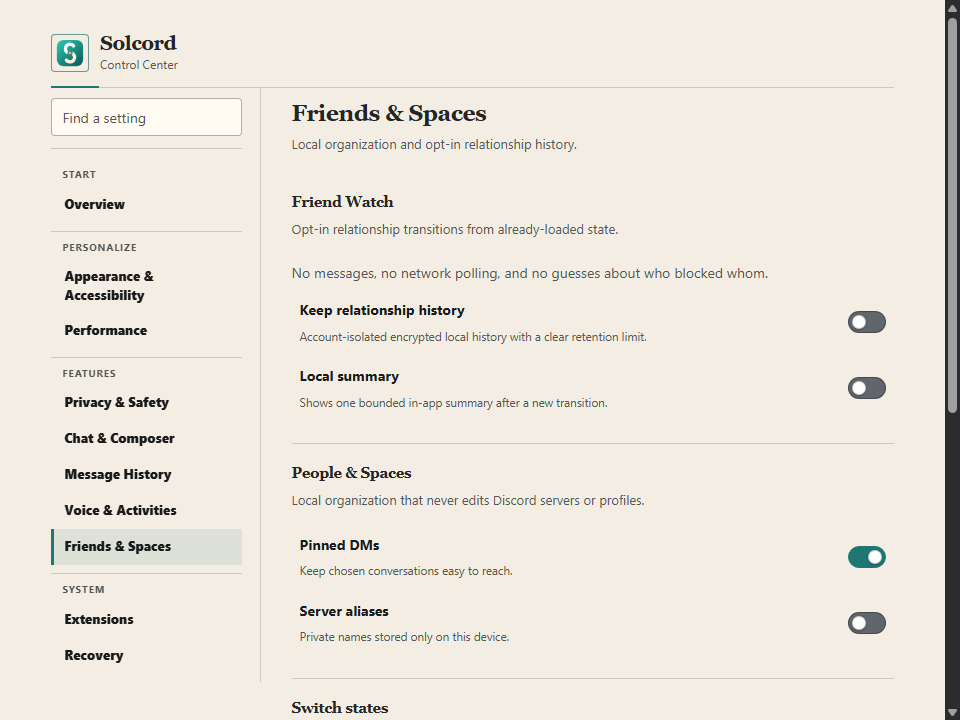 Solcord
Control Center
Find a setting
START
Overview
PERSONALIZE
Appearance &
Accessibility
Performance
FEATURES
Privacy & Safety
Chat & Composer
Message History
Voice & Activities
Friends & Spaces
SYSTEM
Extensions
Recovery
Friends & Spaces
Local organization and opt-in relationship history.
Friend Watch
Opt-in relationship transitions from already-loaded state.
No messages, no network polling, and no guesses about who blocked whom.
Keep relationship history
Account-isolated encrypted local history with a clear retention limit.
Local summary
Shows one bounded in-app summary after a new transition.
People & Spaces
Local organization that never edits Discord servers or profiles.
Pinned DMs
Keep chosen conversations easy to reach.
Server aliases
Private names stored only on this device.
Switch states